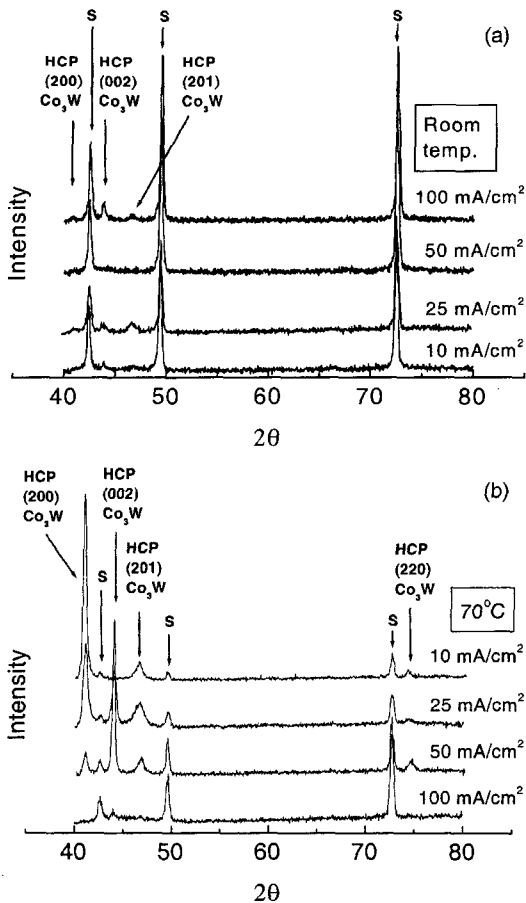 S
S
S
(a)
HCP
(200)
Co₃W
HCP
(002)
Co₃W
HCP
(201)
Co₃W
Room
temp.
100 mA/cm²
50 mA/cm²
25 mA/cm²
10 mA/cm²
Intensity
40 50 60 70 80
2θ
(b)
HCP
(200)
Co₃W
HCP
(002)
Co₃W
S
HCP
(201)
Co₃W
S
S
HCP
(220)
Co₃W
70°C
10 mA/cm²
25 mA/cm²
50 mA/cm²
100 mA/cm²
Intensity
40 50 60 70 80
2θ